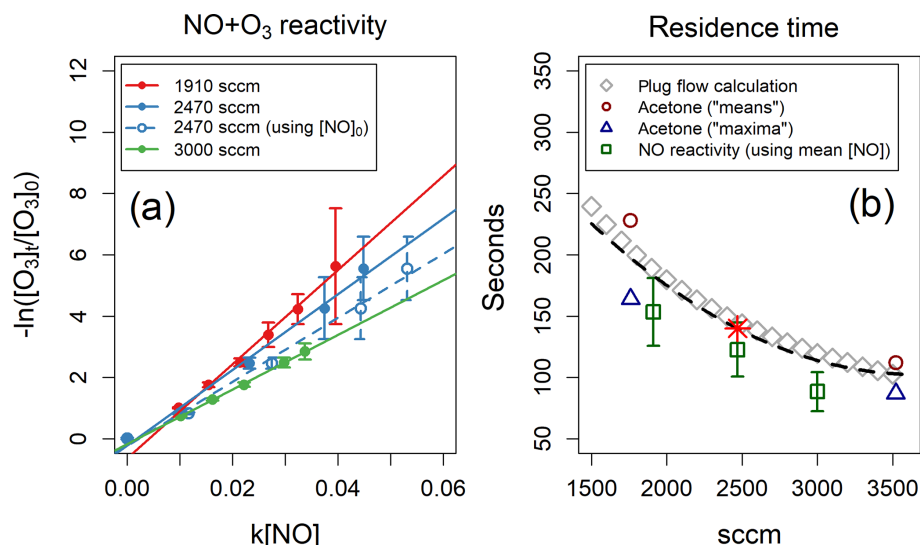 NO+O₃ reactivity
1910 sccm
2470 sccm
2470 sccm (using [NO]₀)
3000 sccm
(a)
-ln([O₃]t/[O₃]₀)
12
10
8
6
4
2
0
0.00 0.02 0.04 0.06
k[NO]
Residence time
Plug flow calculation
Acetone ("means")
Acetone ("maxima")
NO reactivity (using mean [NO])
(b)
Seconds
350
300
250
200
150
100
50
1500 2000 2500 3000 3500
sccm